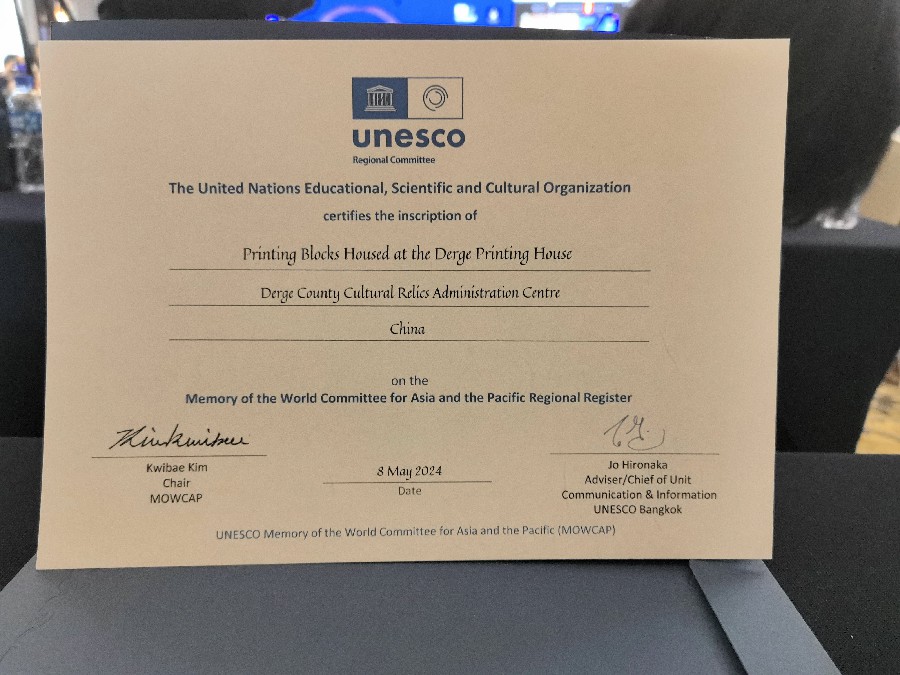 unesco
Regional Committee
The United Nations Educational, Scientific and Cultural Organization
certifies the inscription of
Printing Blocks Housed at the Derge Printing House
Derge County Cultural Relics Administration Centre
China
on the
Memory of the World Committee for Asia and the Pacific Regional Register
Kwibae Kim
Chair
MOWCAP
8 May 2024
Date
Jo Hironaka
Adviser/Chief of Unit
Communication & Information
UNESCO Bangkok
UNESCO Memory of the World Committee for Asia and the Pacific (MOWCAP)